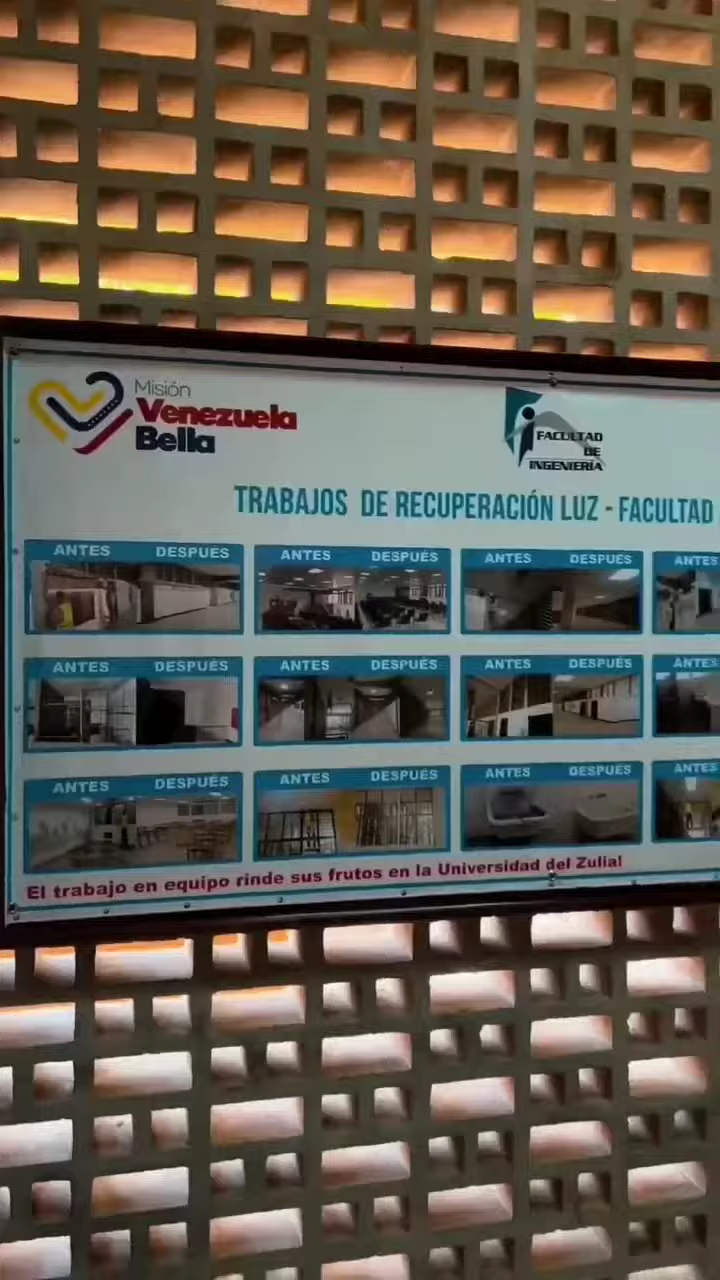 Misión
Venezuela
Bella
FACULTAD
DE
INGENIERÍA
TRABAJOS DE RECUPERACIÓN LUZ - FACULTAD
ANTES DESPUÉS ANTES DESPUÉS ANTES DESPUÉS ANTES
ANTES DESPUÉS ANTES DESPUÉS ANTES DESPUÉS ANTES
ANTES DESPUÉS ANTES DESPUÉS ANTES DESPUÉS ANTES
El trabajo en equipo rinde sus frutos en la Universidad del Zulia!